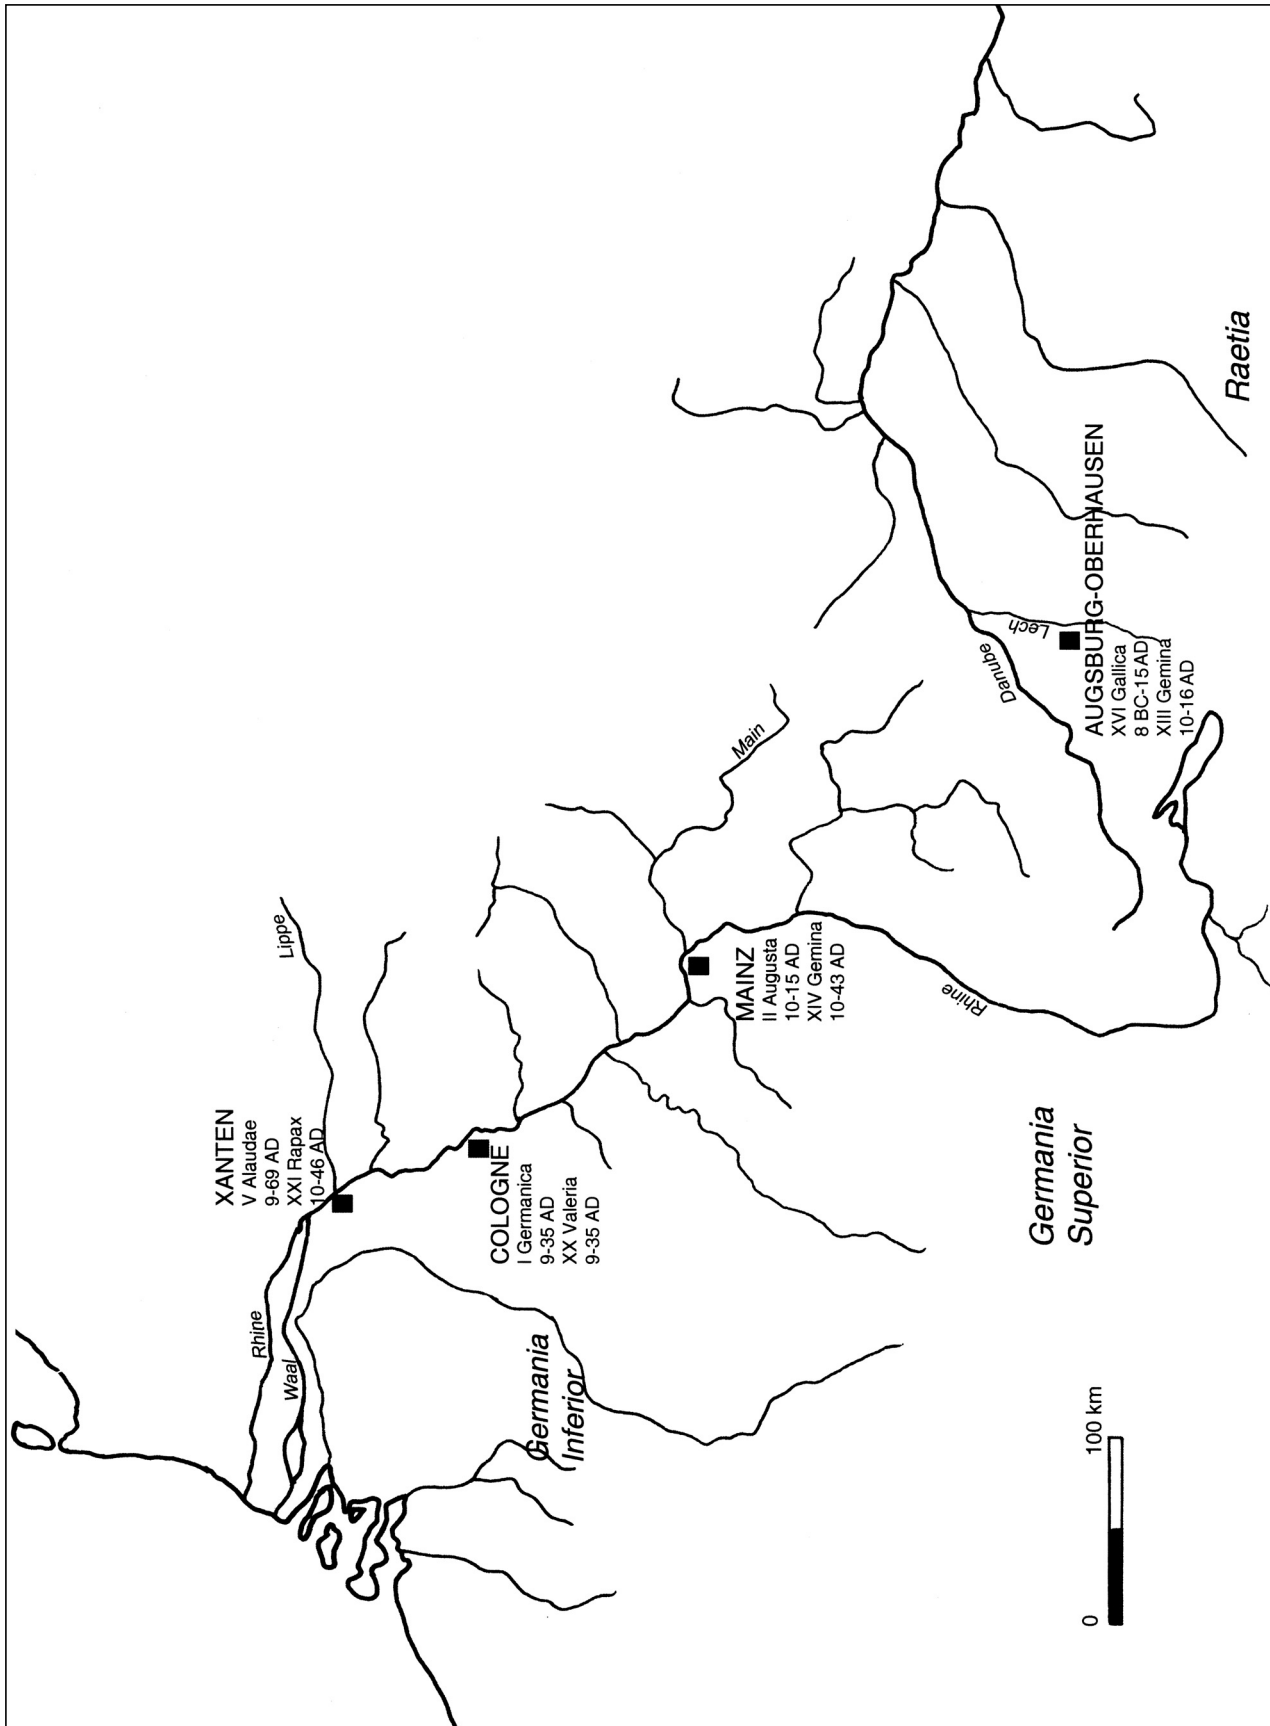 Rhine
Waal
Lippe
XANTEN
V Alaudae
9-69 AD
XXI Rapax
10-46 AD
COLOGNE
I Germanica
9-35 AD
XX Valeria
9-35 AD
Germania
Inferior
Main
MAINZ
II Augusta
10-15 AD
XIV Gemina
10-43 AD
Rhine
Danube
Lech
AUGSBURG-OBERHAUSEN
XVI Gallica
8 BC-15 AD
XIII Gemina
10-16 AD
Germania
Superior
Raetia
0
100 km